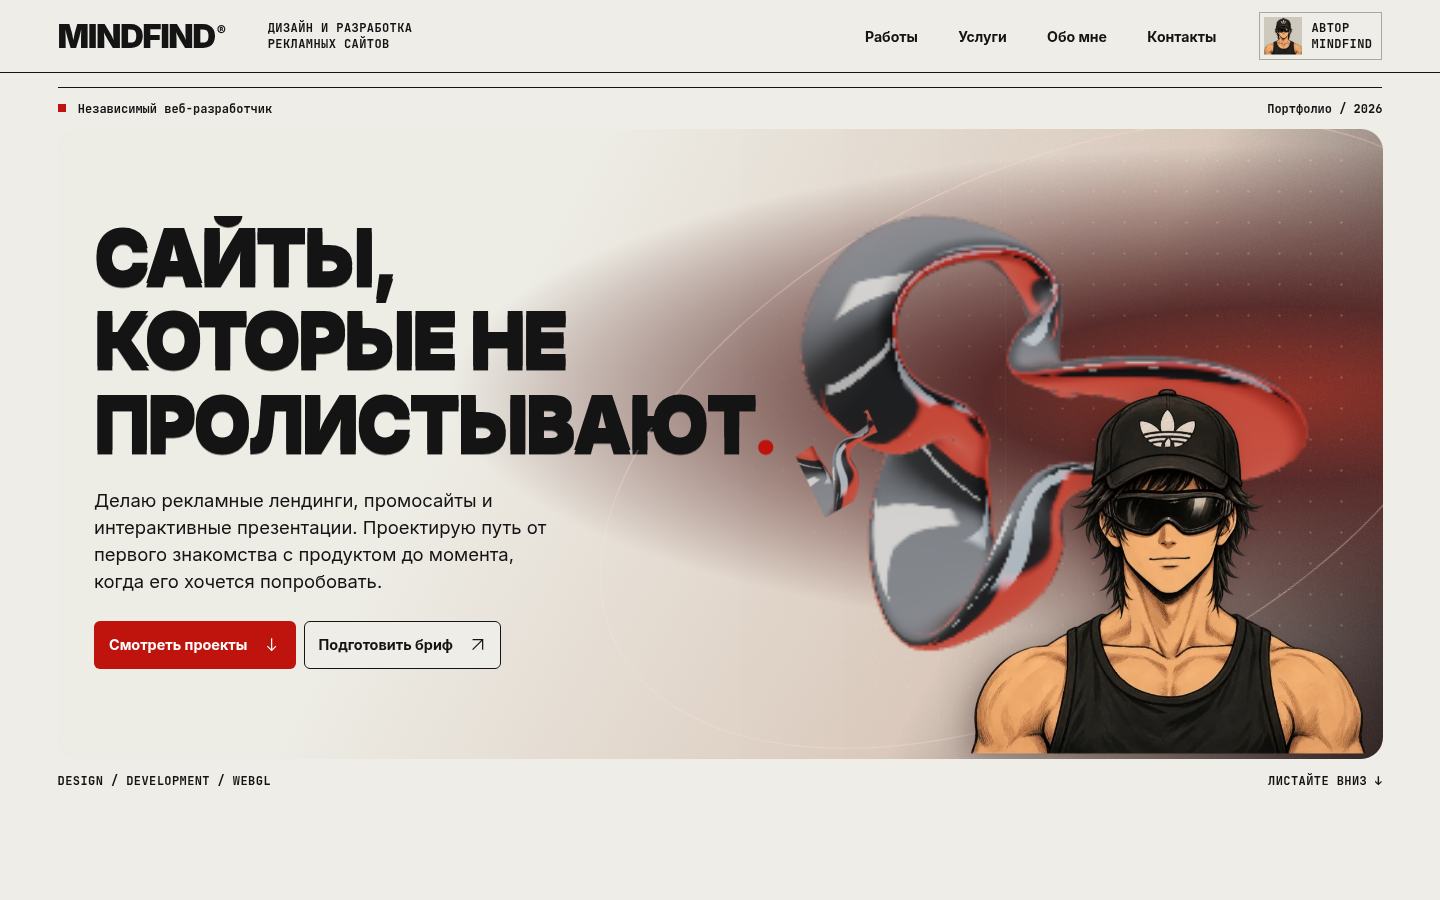 MINDFIND®
ДИЗАЙН И РАЗРАБОТКА
РЕКЛАМНЫХ САЙТОВ
Работы
Услуги
Обо мне
Контакты
АВТОР
MINDFIND
Независимый веб-разработчик
Портфолио / 2026
САЙТЫ,
КОТОРЫЕ НЕ
ПРОЛИСТЫВАЮТ.
Делаю рекламные лендинги, промосайты и
интерактивные презентации. Проектирую путь от
первого знакомства с продуктом до момента,
когда его хочется попробовать.
Смотреть проекты ↓
Подготовить бриф ↗
DESIGN / DEVELOPMENT / WEBGL
ЛИСТАЙТЕ ВНИЗ ↓